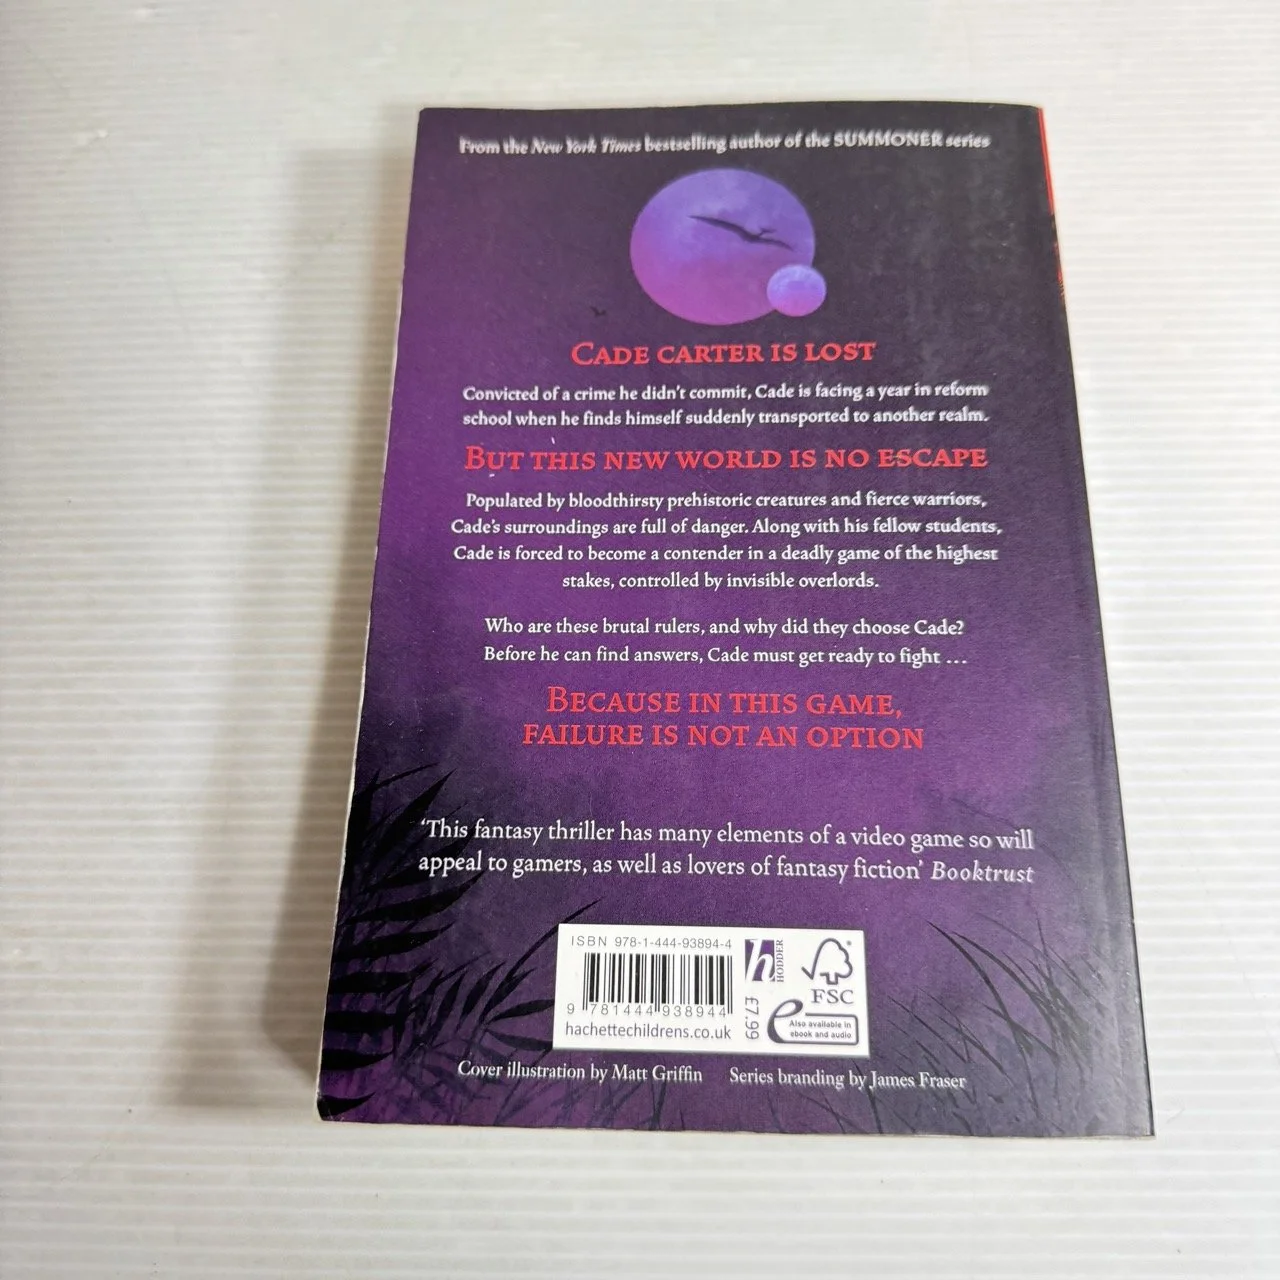 From the New York Times bestselling author of the SUMMONER series
CADE CARTER IS LOST
Convicted of a crime he didn't commit, Cade is facing a year in reform
school when he finds himself suddenly transported to another realm.
BUT THIS NEW WORLD IS NO ESCAPE
Populated by bloodthirsty prehistoric creatures and fierce warriors,
Cade's surroundings are full of danger. Along with his fellow students,
Cade is forced to become a contender in a deadly game of the highest
stakes, controlled by invisible overlords.
Who are these brutal rulers, and why did they choose Cade?
Before he can find answers, Cade must get ready to fight ...
BECAUSE IN THIS GAME,
FAILURE IS NOT AN OPTION
'This fantasy thriller has many elements of a video game so will
appeal to gamers, as well as lovers of fantasy fiction' Booktrust
ISBN 978-1-444-93894-4
9 781444 938944
hachettechildrens.co.uk
h HODDER
£7.99
FSC
e Also available in
ebook and audio
Cover illustration by Matt Griffin Series branding by James Fraser